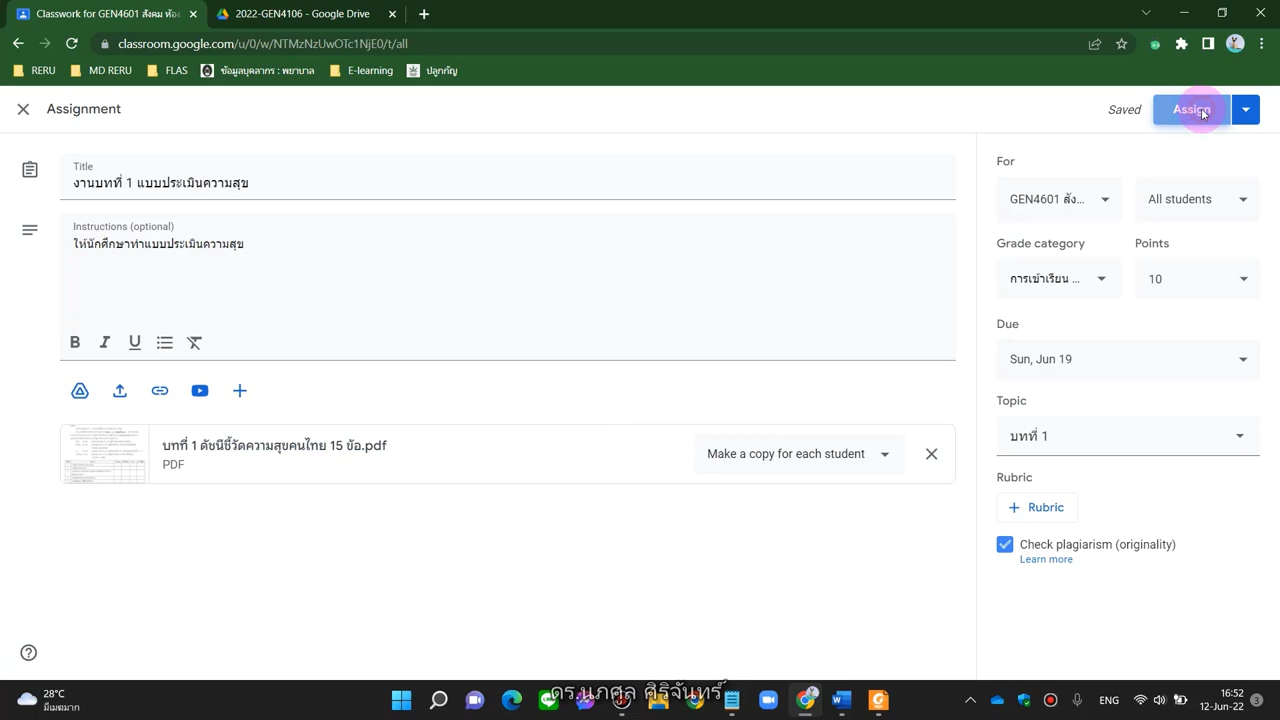 Classwork for GEN4601 สังคม ห้อง
2022-GEN4106 - Google Drive
classroom.google.com/u/0/w/NTMzNzUwOTc1NjE0/t/all
RERU
MD RERU
FLAS
ข้อมูลบุคลากร : พยาบาล
E-learning
ปลูกกัญ
Assignment
Saved
Assign
Title
งานบทที่ 1 แบบประเมินความสุข
Instructions (optional)
ให้นักศึกษาทำแบบประเมินความสุข
B I U
บทที่ 1 ดัชนีชี้วัดความสุขคนไทย 15 ข้อ.pdf
PDF
Make a copy for each student
For
GEN4601 สัง...
All students
Grade category
Points
การเข้าเรียน ...
10
Due
Sun, Jun 19
Topic
บทที่ 1
Rubric
Rubric
Check plagiarism (originality)
Learn more
28°C
มีเมฆมาก
ดร.นภศูล ศิริจันทร์
ENG
16:52
12-Jun-22
3